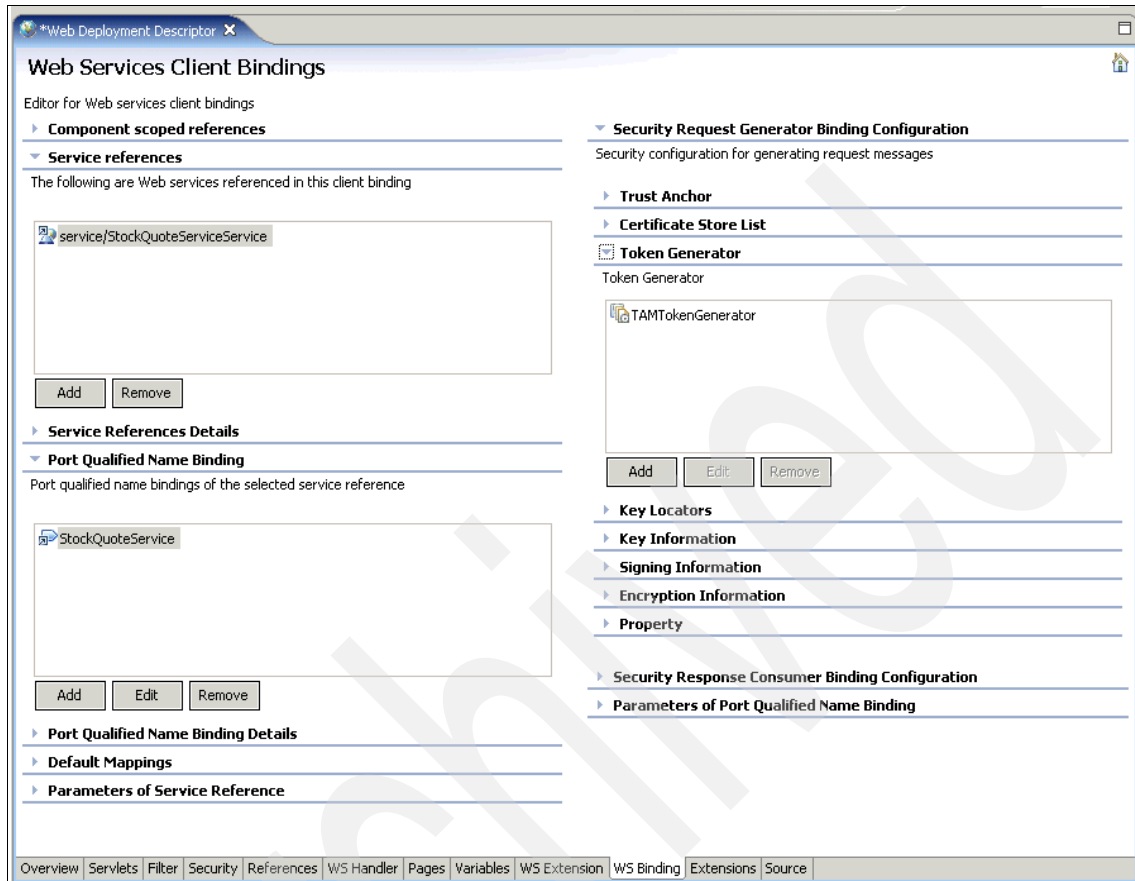 *Web Deployment Descriptor
Web Services Client Bindings
Editor for Web services client bindings
Component scoped references
Service references
The following are Web services referenced in this client binding
service/StockQuoteServiceService
Add Remove
Service References Details
Port Qualified Name Binding
Port qualified name bindings of the selected service reference
StockQuoteService
Add Edit Remove
Port Qualified Name Binding Details
Default Mappings
Parameters of Service Reference
Security Request Generator Binding Configuration
Security configuration for generating request messages
Trust Anchor
Certificate Store List
Token Generator
Token Generator
TAMTokenGenerator
Add Edit Remove
Key Locators
Key Information
Signing Information
Encryption Information
Property
Security Response Consumer Binding Configuration
Parameters of Port Qualified Name Binding
Overview Servlets Filter Security References WS Handler Pages Variables WS Extension WS Binding Extensions Source